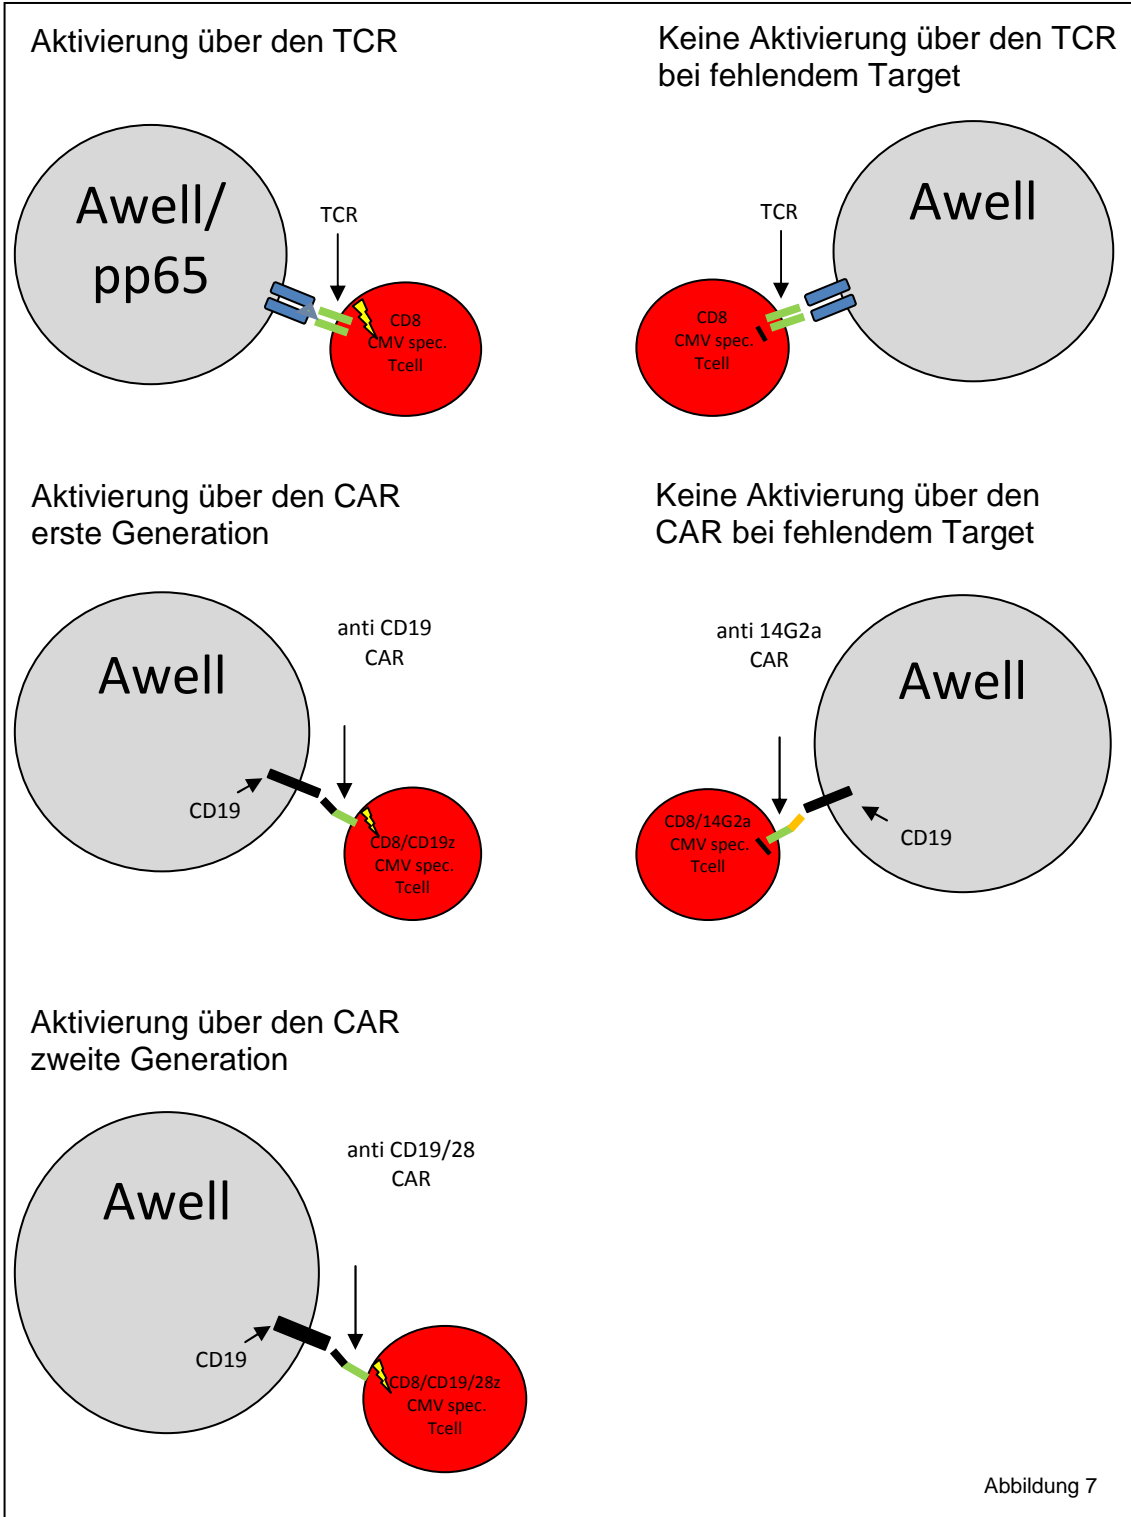 Aktivierung über den TCR
Keine Aktivierung über den TCR
bei fehlendem Target
Awell/
pp65
TCR
CD8
CMV spec.
Tcell
TCR
Awell
CD8
CMV spec.
Tcell
Aktivierung über den CAR
erste Generation
Keine Aktivierung über den
CAR bei fehlendem Target
Awell
anti CD19
CAR
CD19
CD8/CD19z
CMV spec.
Tcell
anti 14G2a
CAR
Awell
CD8/14G2a
CMV spec.
Tcell
CD19
Aktivierung über den CAR
zweite Generation
Awell
anti CD19/28
CAR
CD19
CD8/CD19/28z
CMV spec.
Tcell
Abbildung 7